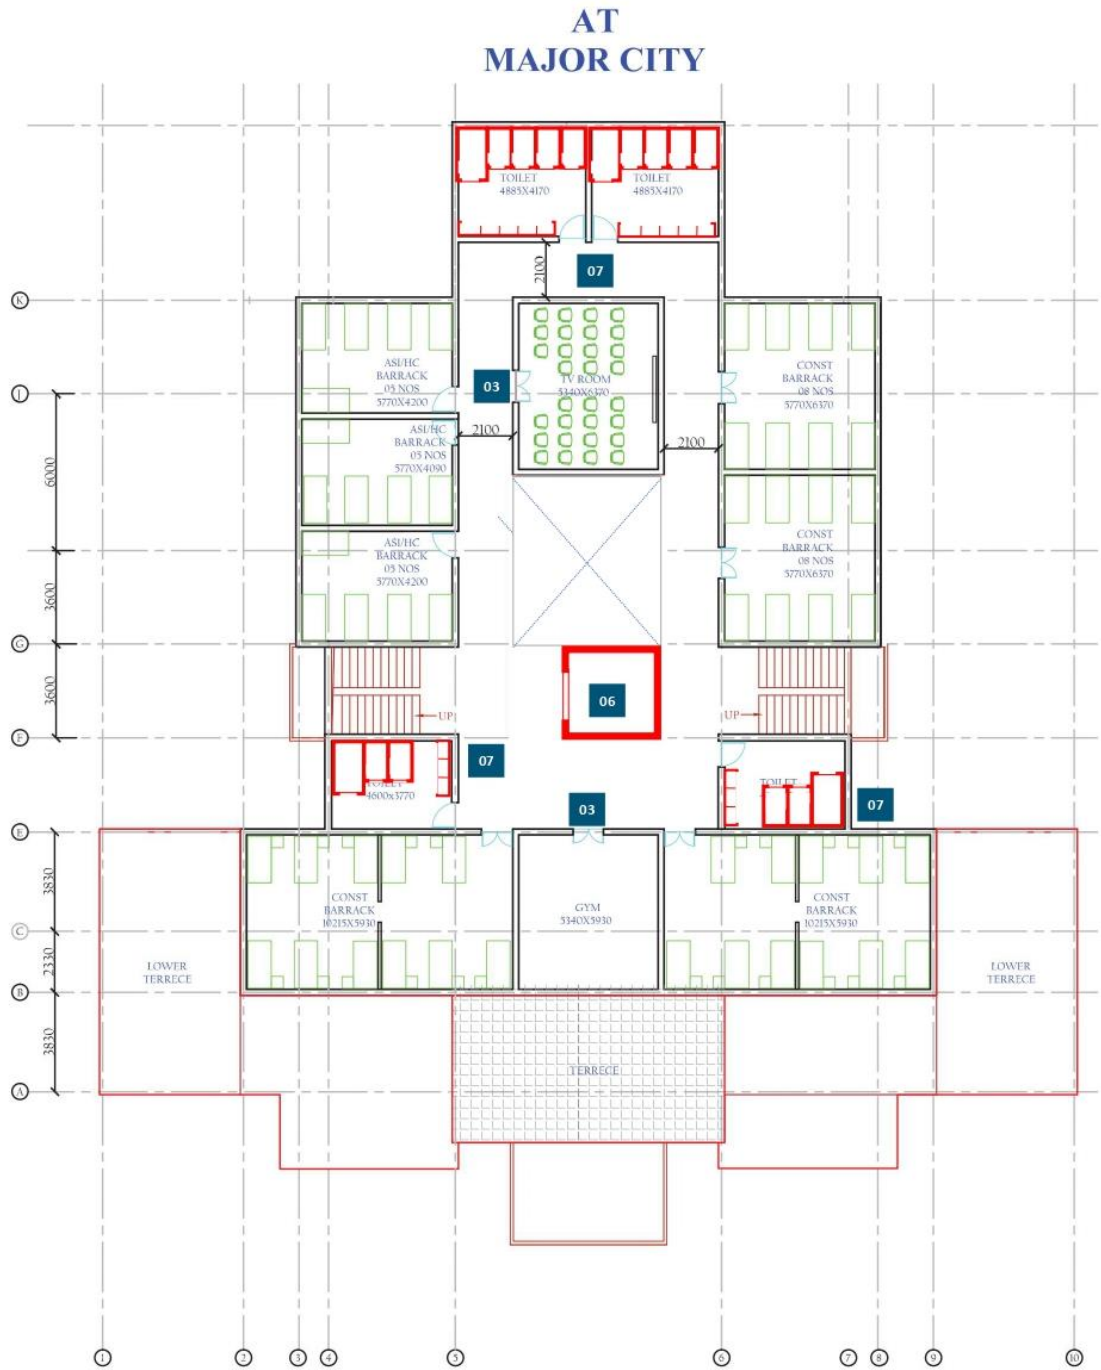 AT
MAJOR CITY
TOILET
4885X4170
TOILET
4885X4170
2100
07
K
ASI/HC
BARRACK
05 NOS
5770X4200
03
TV ROOM
5340X6370
CONST
BARRACK
08 NOS
5770X6370
J
2100
2100
ASI/HC
BARRACK
05 NOS
5770X4090
6000
ASI/HC
BARRACK
05 NOS
5770X4200
CONST
BARRACK
08 NOS
5770X6370
3600
G
3600
06
UP
UP
F
07
TOILET
4600x3770
TOILET
07
03
E
3830
CONST
BARRACK
10215X5930
GYM
5340X5930
CONST
BARRACK
10215X5930
C
2330
LOWER
TERRECE
LOWER
TERRECE
B
3830
TERRECE
A
1 2 3 4 5 6 7 8 9 10